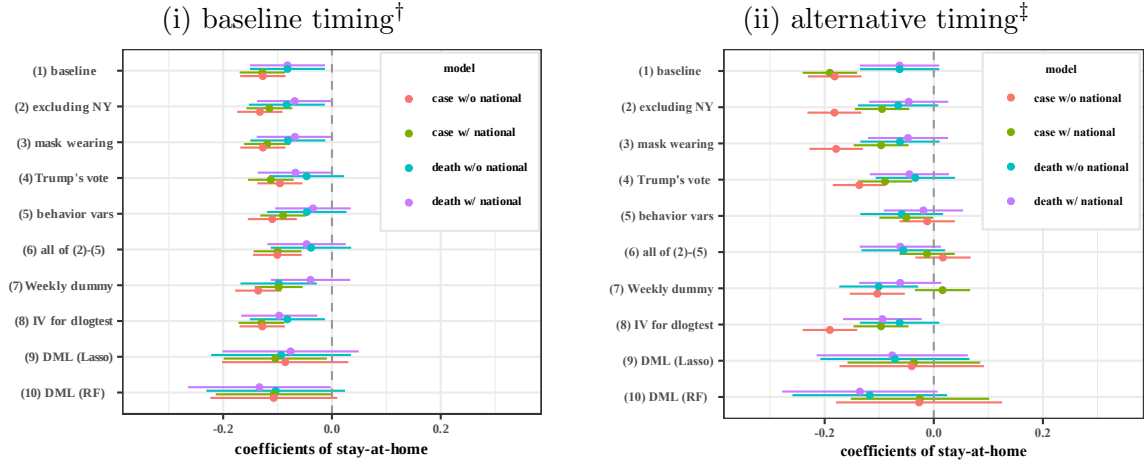 (i) baseline timing†
(ii) alternative timing‡
(1) baseline
(2) excluding NY
(3) mask wearing
(4) Trump's vote
(5) behavior vars
(6) all of (2)-(5)
(7) Weekly dummy
(8) IV for dlogtest
(9) DML (Lasso)
(10) DML (RF)
model
case w/o national
case w/ national
death w/o national
death w/ national
-0.2
0.0
0.2
coefficients of stay-at-home
(1) baseline
(2) excluding NY
(3) mask wearing
(4) Trump's vote
(5) behavior vars
(6) all of (2)-(5)
(7) Weekly dummy
(8) IV for dlogtest
(9) DML (Lasso)
(10) DML (RF)
model
case w/o national
case w/ national
death w/o national
death w/ national
-0.2
0.0
0.2
coefficients of stay-at-home